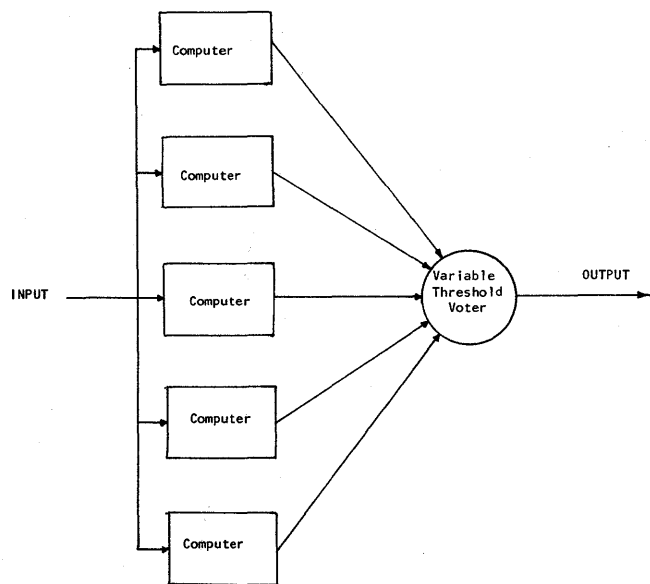 Computer
Computer
INPUT
Computer
Variable
Threshold
Voter
OUTPUT
Computer
Computer